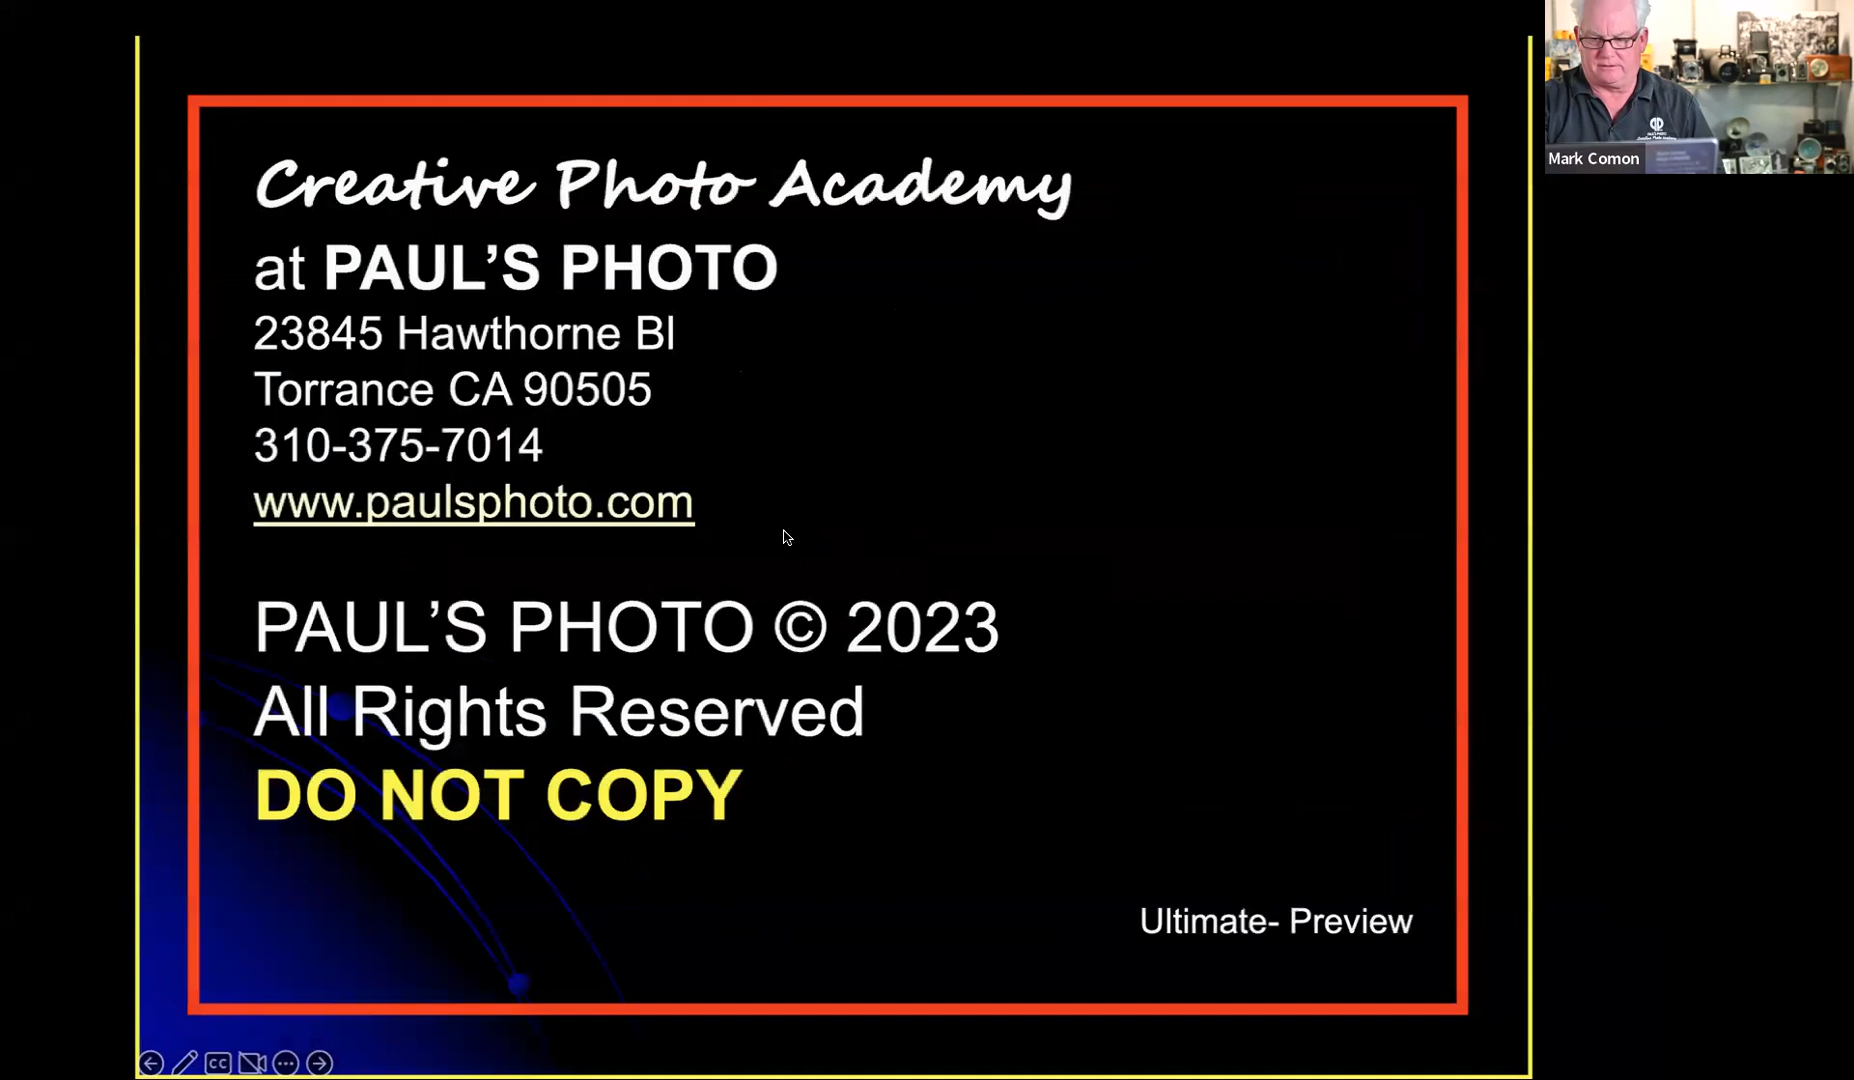 Creative Photo Academy
at PAUL’S PHOTO
23845 Hawthorne Bl
Torrance CA 90505
310-375-7014
www.paulsphoto.com
PAUL’S PHOTO © 2023
All Rights Reserved
DO NOT COPY
Ultimate- Preview
Mark Comon
CC